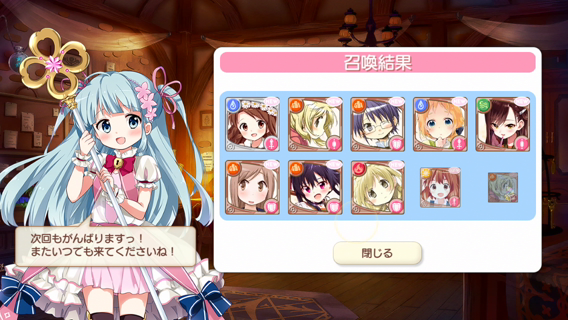 召喚結果
次回もがんばりますっ！
またいつでも来てくださいね！
閉じる